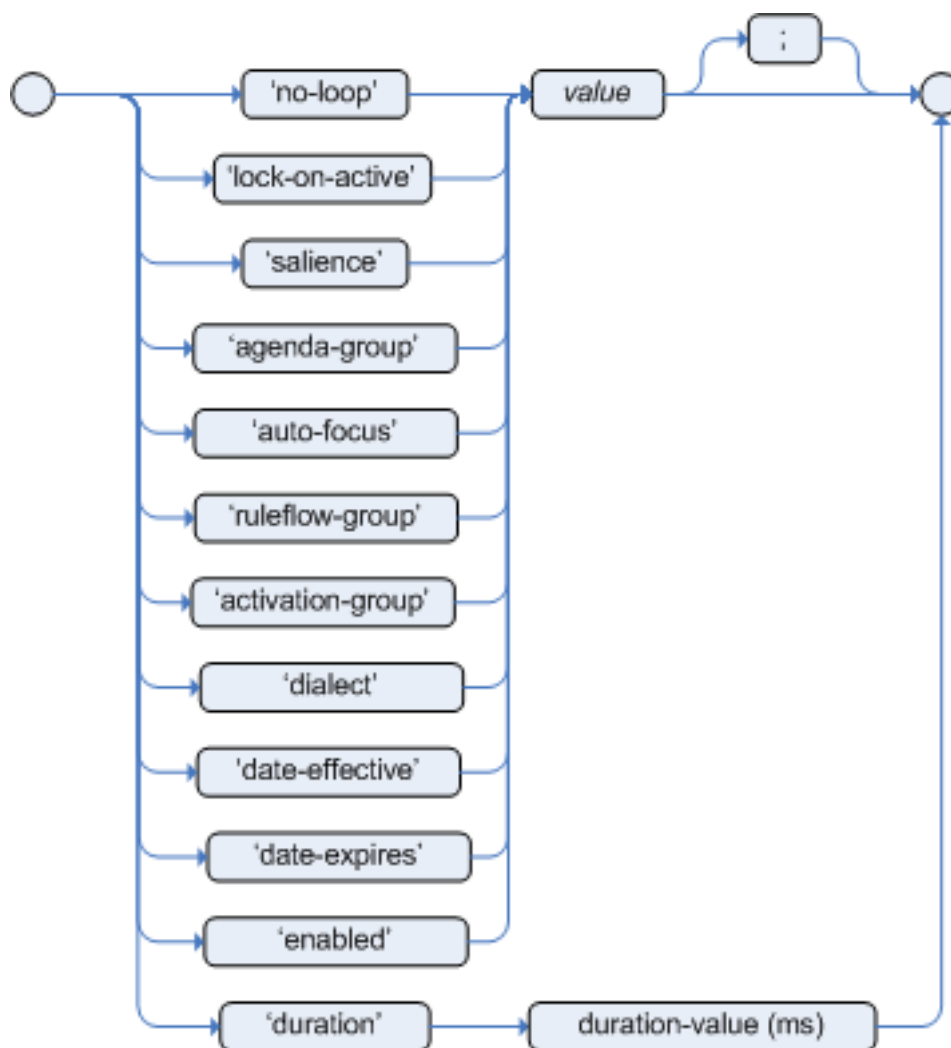 ;
‘no-loop’ value
‘lock-on-active’
‘salience’
‘agenda-group’
‘auto-focus’
‘ruleflow-group’
‘activation-group’
‘dialect’
‘date-effective’
‘date-expires’
‘enabled’
‘duration’ duration-value (ms)